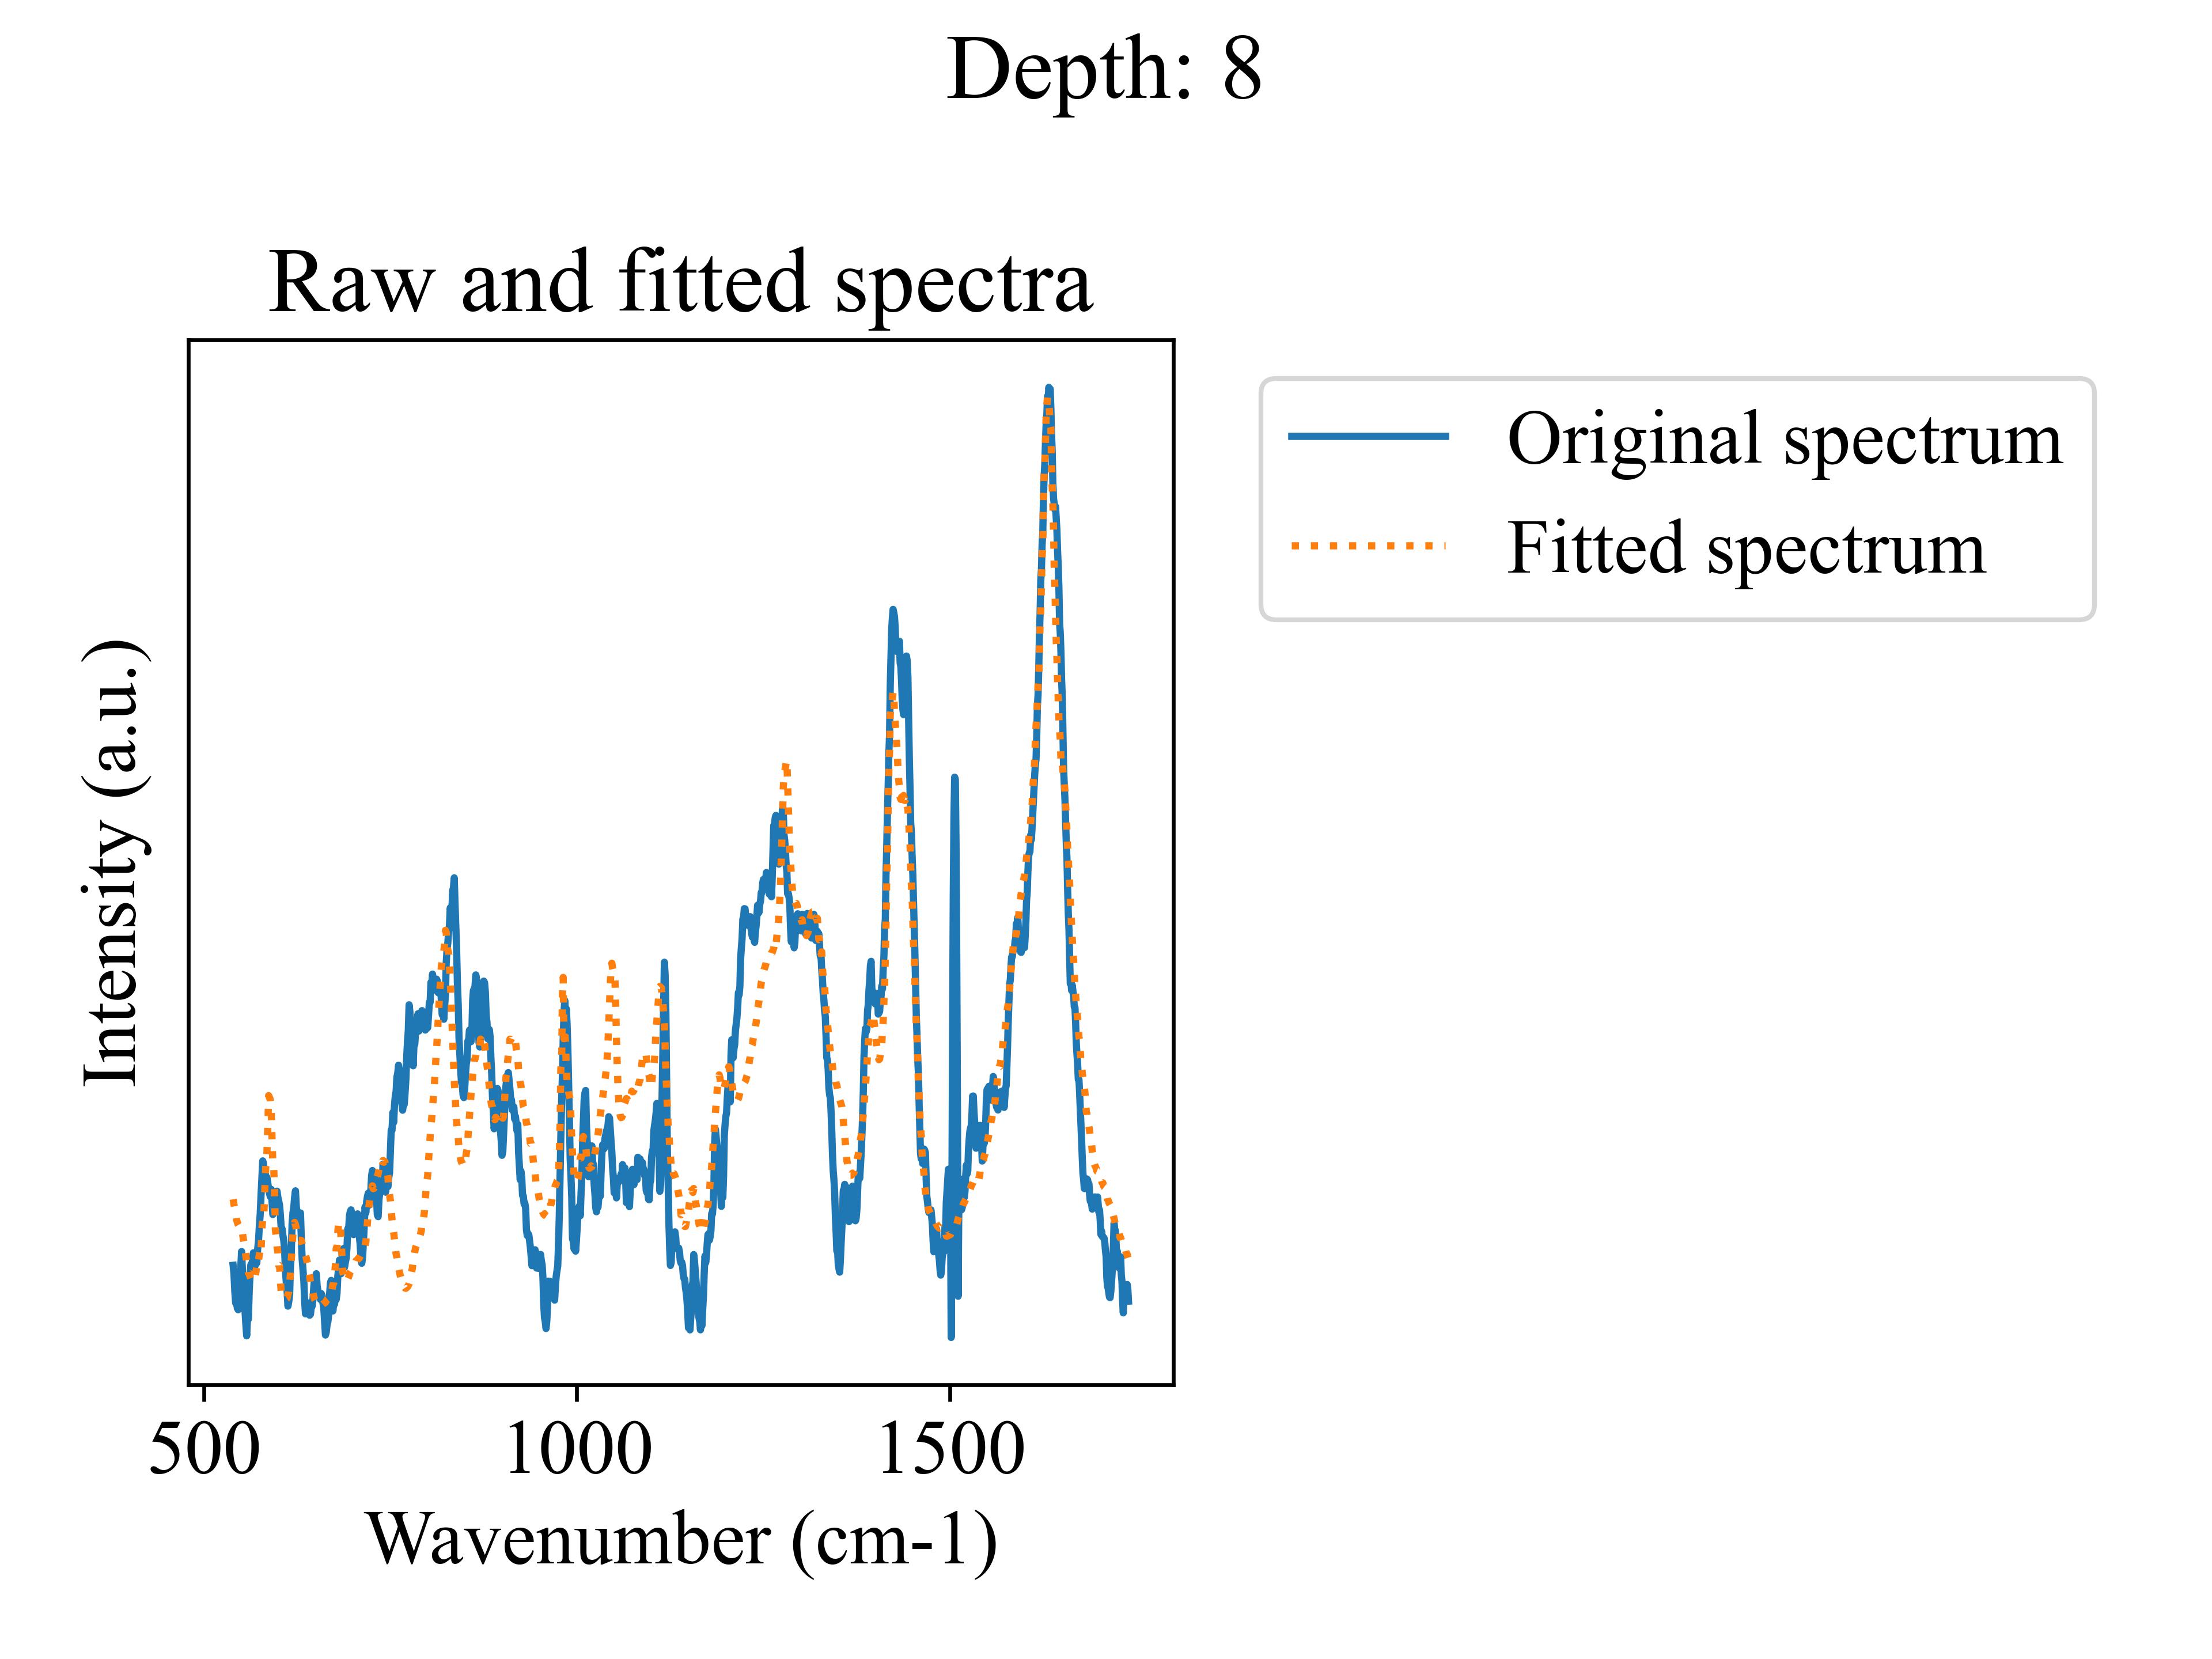 Depth: 8
Raw and fitted spectra
Original spectrum
Fitted spectrum
Intensity (a.u.)
500 1000 1500
Wavenumber (cm-1)